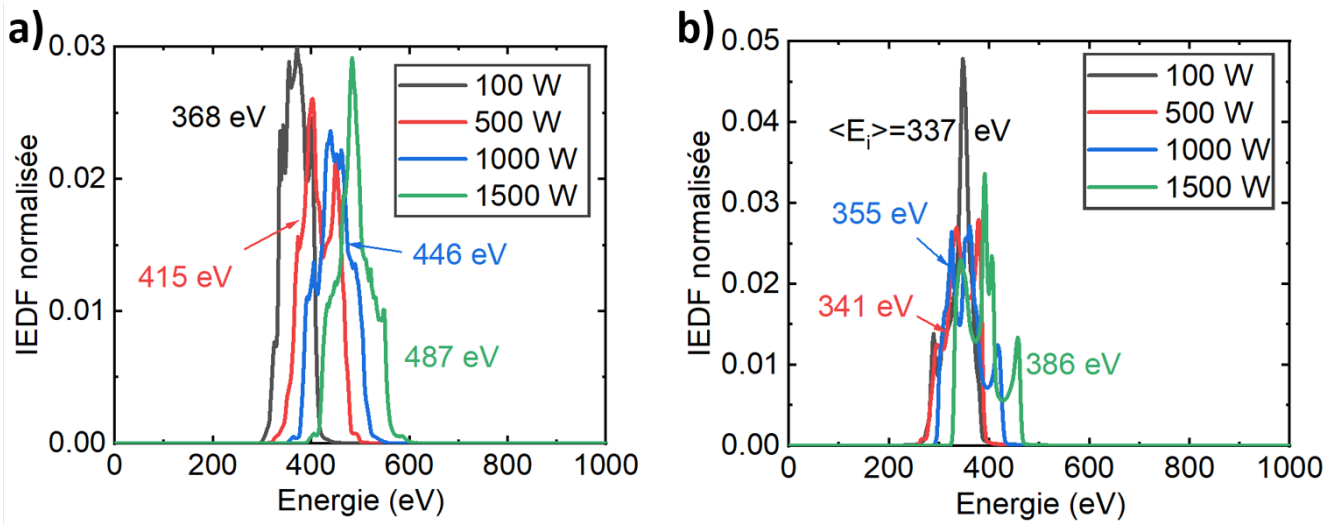 a)
0.03
0.02
0.01
0.00
IEDF normalisée
368 eV
415 eV
446 eV
487 eV
100 W
500 W
1000 W
1500 W
0 200 400 600 800 1000
Energie (eV)
b)
0.05
0.04
0.03
0.02
0.01
0.00
IEDF normalisée
<E_i>=337 eV
355 eV
341 eV
386 eV
100 W
500 W
1000 W
1500 W
0 200 400 600 800 1000
Energie (eV)